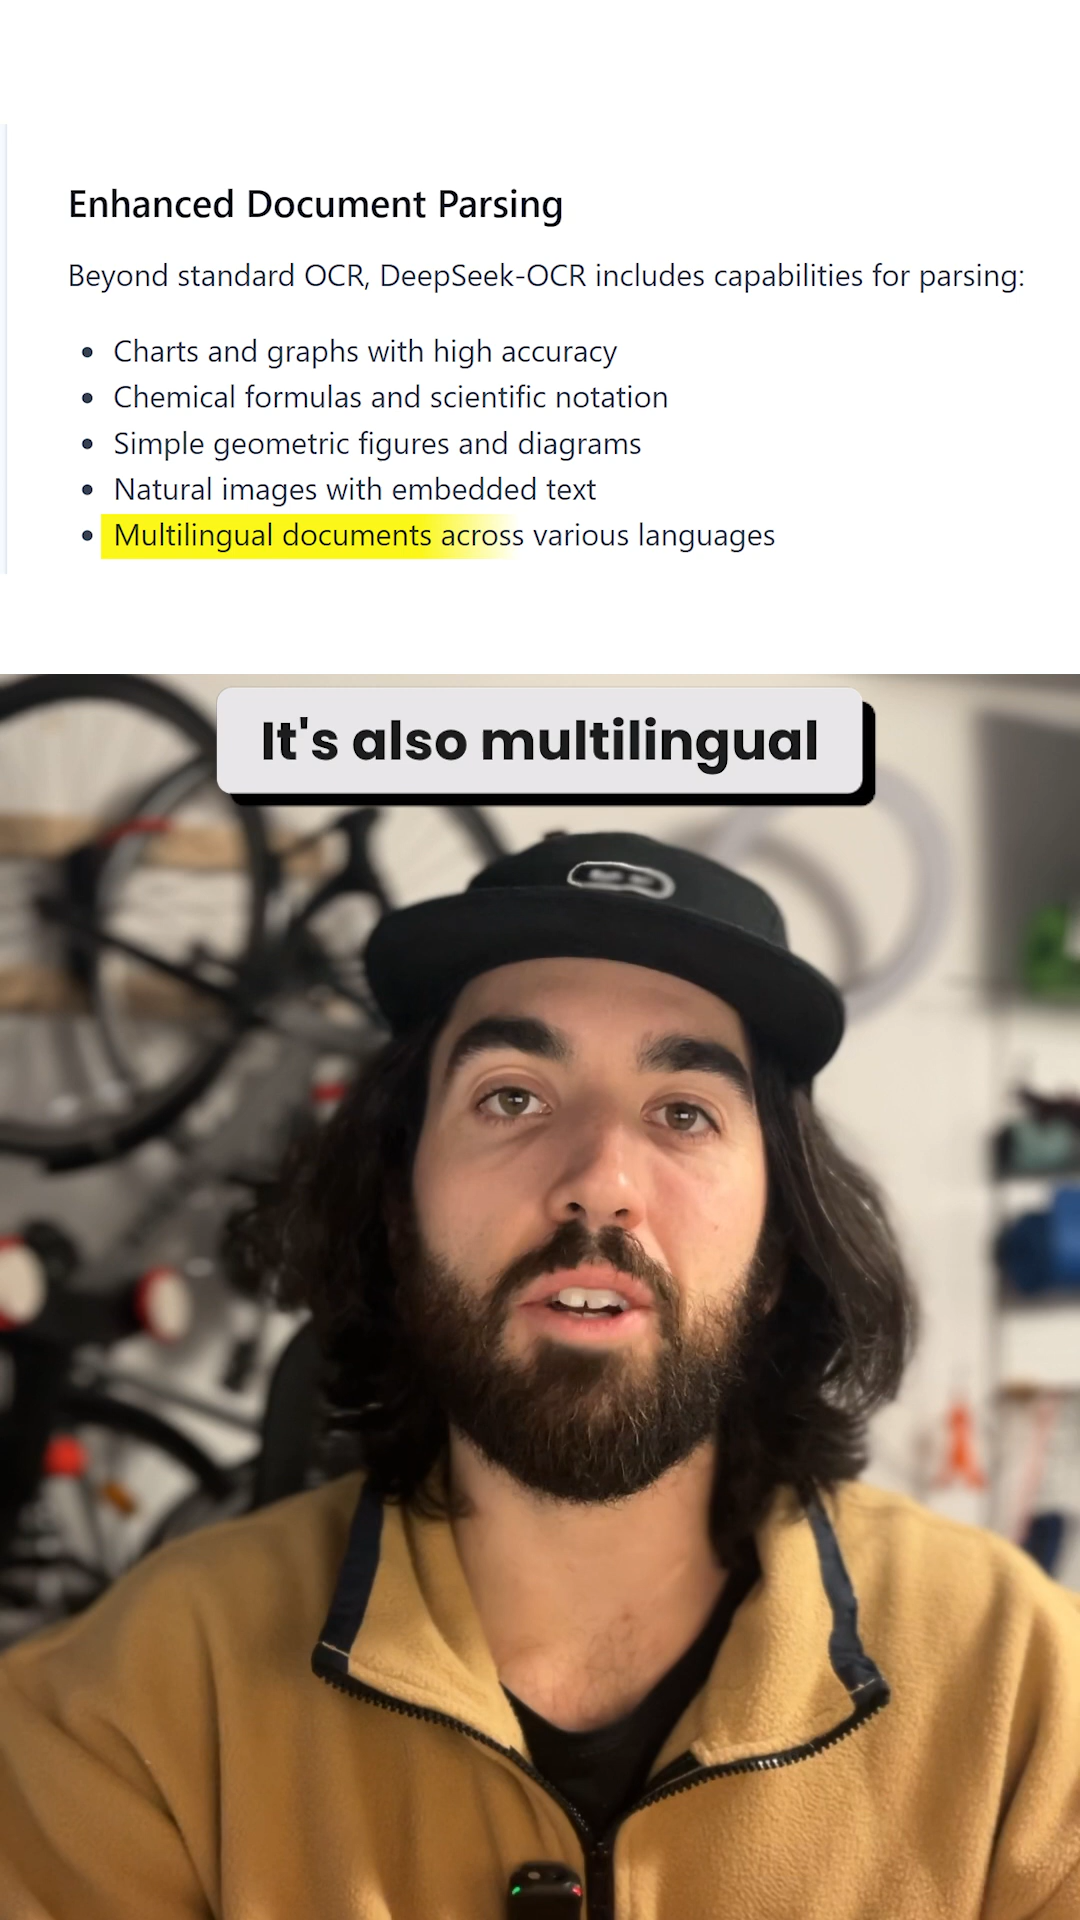 Enhanced Document Parsing
Beyond standard OCR, DeepSeek-OCR includes capabilities for parsing:
• Charts and graphs with high accuracy
• Chemical formulas and scientific notation
• Simple geometric figures and diagrams
• Natural images with embedded text
• Multilingual documents across various languages
It's also multilingual